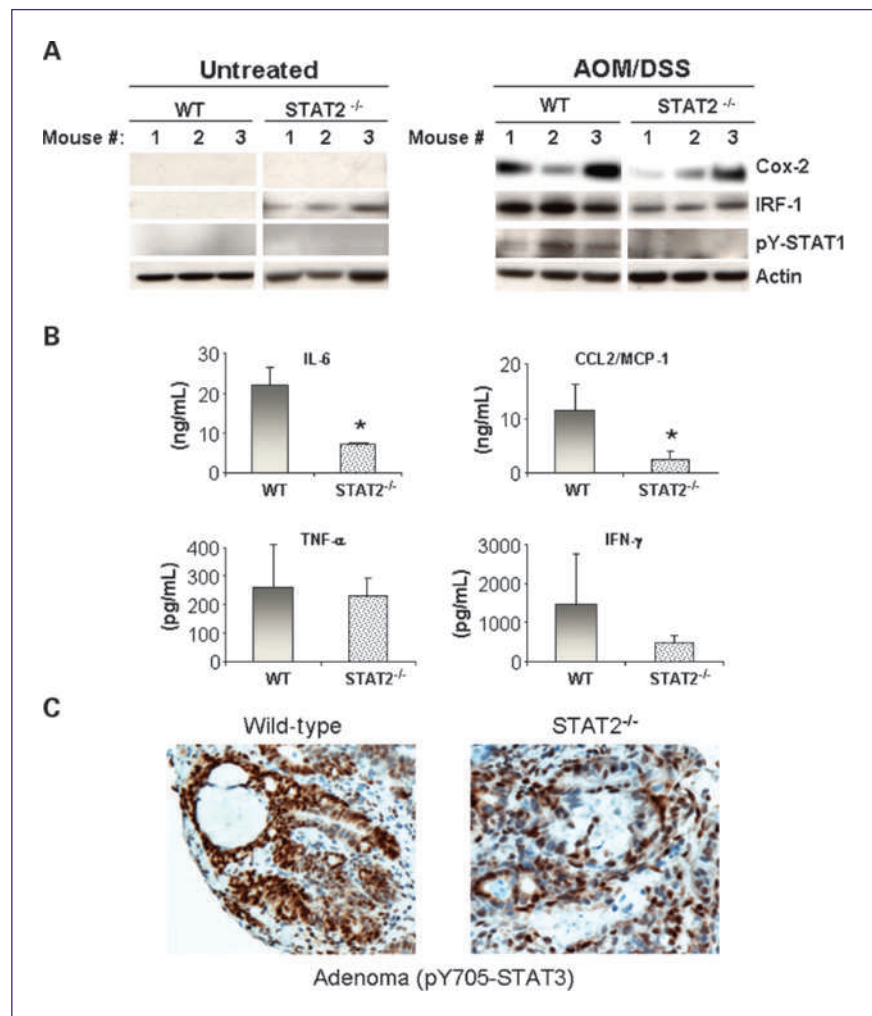 A
Untreated
AOM/DSS
WT STAT2 -/-
WT STAT2 -/-
Mouse #: 1 2 3 1 2 3
Mouse # 1 2 3 1 2 3
Cox-2
IRF-1
pY-STAT1
Actin
B
IL-6
(ng/mL)
30
20
10
0
*
WT STAT2-/-
CCL2/MCP-1
(ng/mL)
20
10
0
*
WT STAT2-/-
TNF-α
(pg/mL)
400
300
200
100
0
WT STAT2-/-
IFN-γ
(pg/mL)
3000
2000
1000
0
WT STAT2-/-
C
Wild-type STAT2-/-
Adenoma (pY705-STAT3)